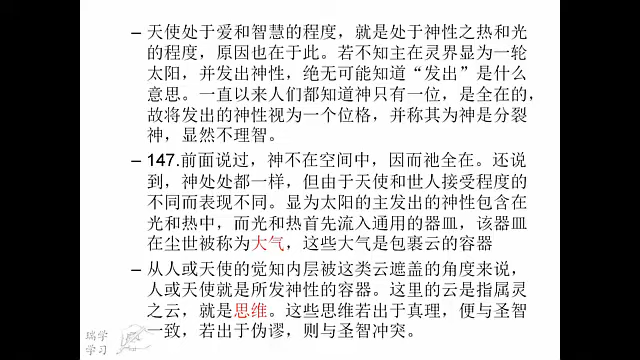 – 天使处于爱和智慧的程度，就是处于神性之热和光
的程度，原因也在于此。若不知主在灵界显为一轮
太阳，并发出神性，绝无可能知道“发出”是什么
意思。一直以来人们都知道神只有一位，是全在的，
故将发出的神性视为一个位格，并称其为神是分裂
神，显然不理智。
– 147.前面说过，神不在空间中，因而祂全在。还说
到，神处处都一样，但由于天使和世人接受程度的
不同而表现不同。显为太阳的主发出的神性包含在
光和热中，而光和热首先流入通用的器皿，该器皿
在尘世被称为大气，这些大气是包裹云的容器
– 从人或天使的觉知内层被这类云遮盖的角度来说，
人或天使就是所发神性的容器。这里的云是指属灵
之云，就是思维。这些思维若出于真理，便与圣智
一致，若出于伪谬，则与圣智冲突。
瑞学
学习